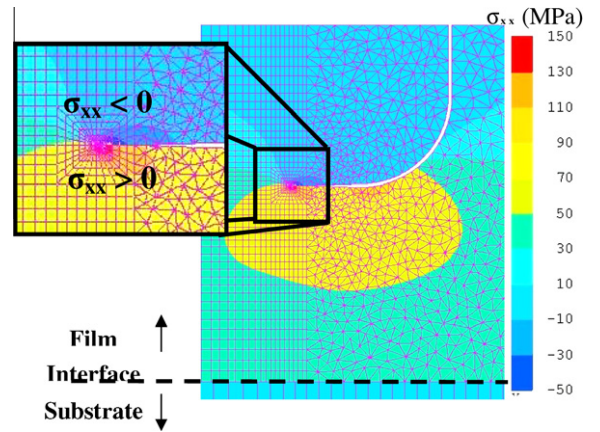 σxx (MPa)
150
130
110
90
70
50
30
10
-10
-30
-50
σxx < 0
σxx > 0
Film
Interface
Substrate